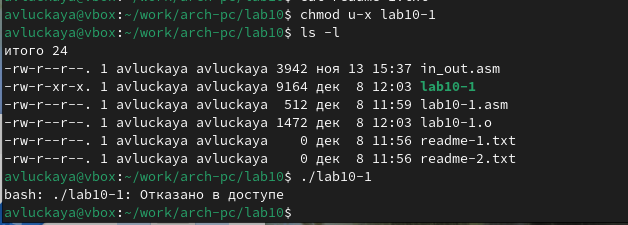 avluckaya@vbox:~/work/arch-pc/lab10$ chmod u-x lab10-1
avluckaya@vbox:~/work/arch-pc/lab10$ ls -l
итого 24
-rw-r--r--. 1 avluckaya avluckaya 3942 ноя 13 15:37 in_out.asm
-rw-r-xr-x. 1 avluckaya avluckaya 9164 дек  8 12:03 lab10-1
-rw-r--r--. 1 avluckaya avluckaya  512 дек  8 11:59 lab10-1.asm
-rw-r--r--. 1 avluckaya avluckaya 1472 дек  8 12:03 lab10-1.o
-rw-r--r--. 1 avluckaya avluckaya    0 дек  8 11:56 readme-1.txt
-rw-r--r--. 1 avluckaya avluckaya    0 дек  8 11:56 readme-2.txt
avluckaya@vbox:~/work/arch-pc/lab10$ ./lab10-1
bash: ./lab10-1: Отказано в доступе
avluckaya@vbox:~/work/arch-pc/lab10$